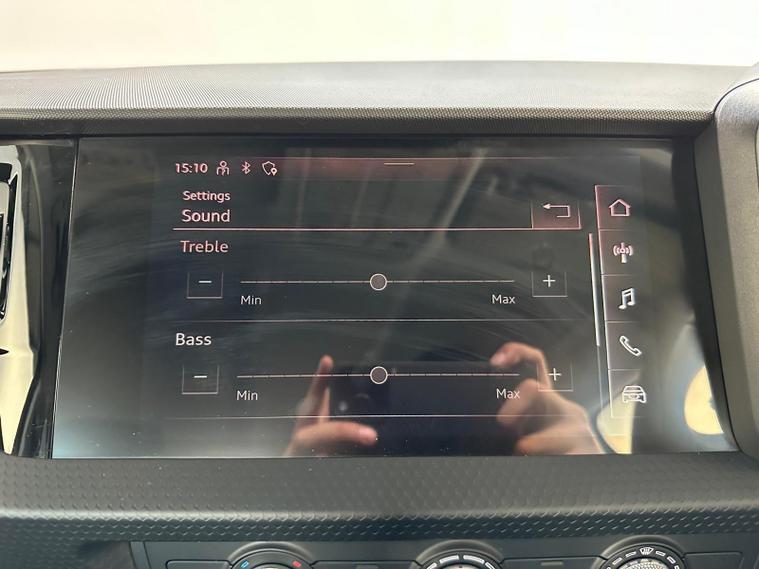 15:10
Settings
Sound
Treble
− +
Min Max
Bass
− +
Min Max